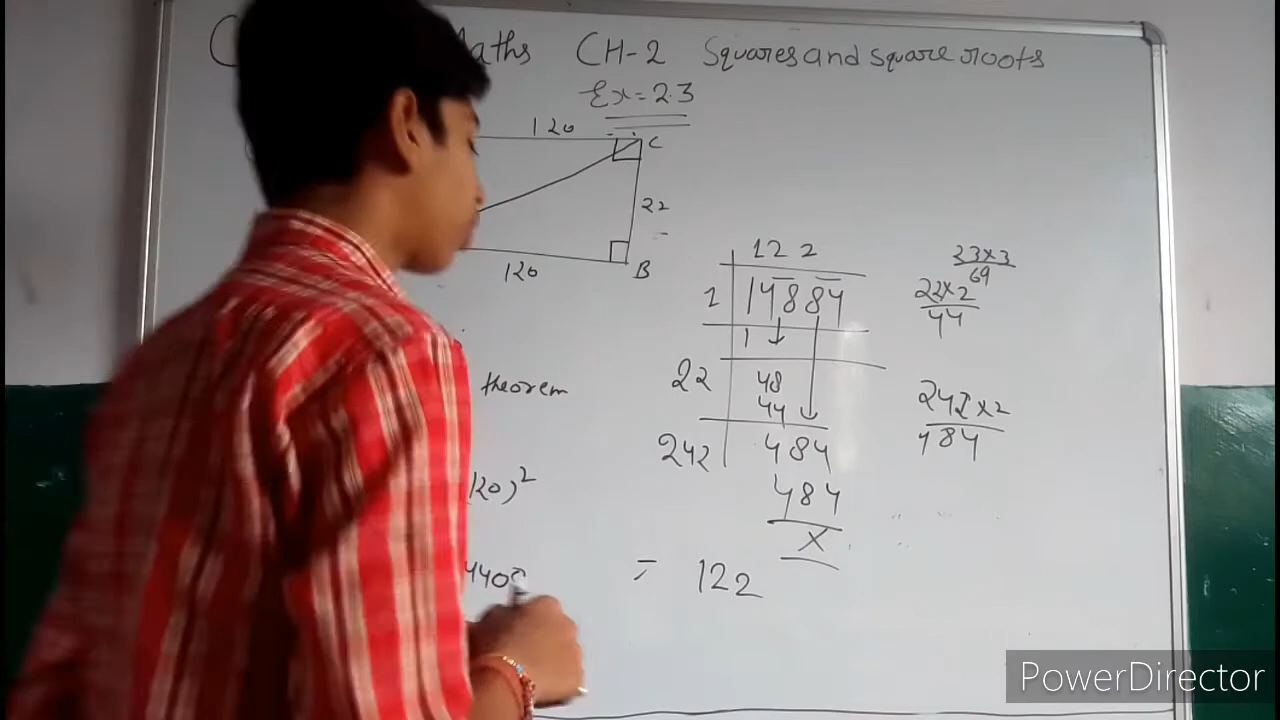 Maths CH-2 Squares and square roots
Ex = 2.3
120
C
22
120
B
theorem
120)²
4400
122
1 14884
1
22 48
44
242 484
484
x
= 122
23x3
69
22x2
44
242x2
484
PowerDirector